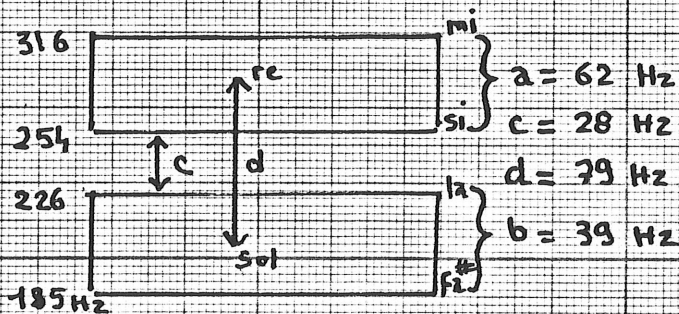 316 mi
re a = 62 Hz
254 si c = 28 Hz
c d d = 79 Hz
226 la
sol b = 39 Hz
185 Hz fa#